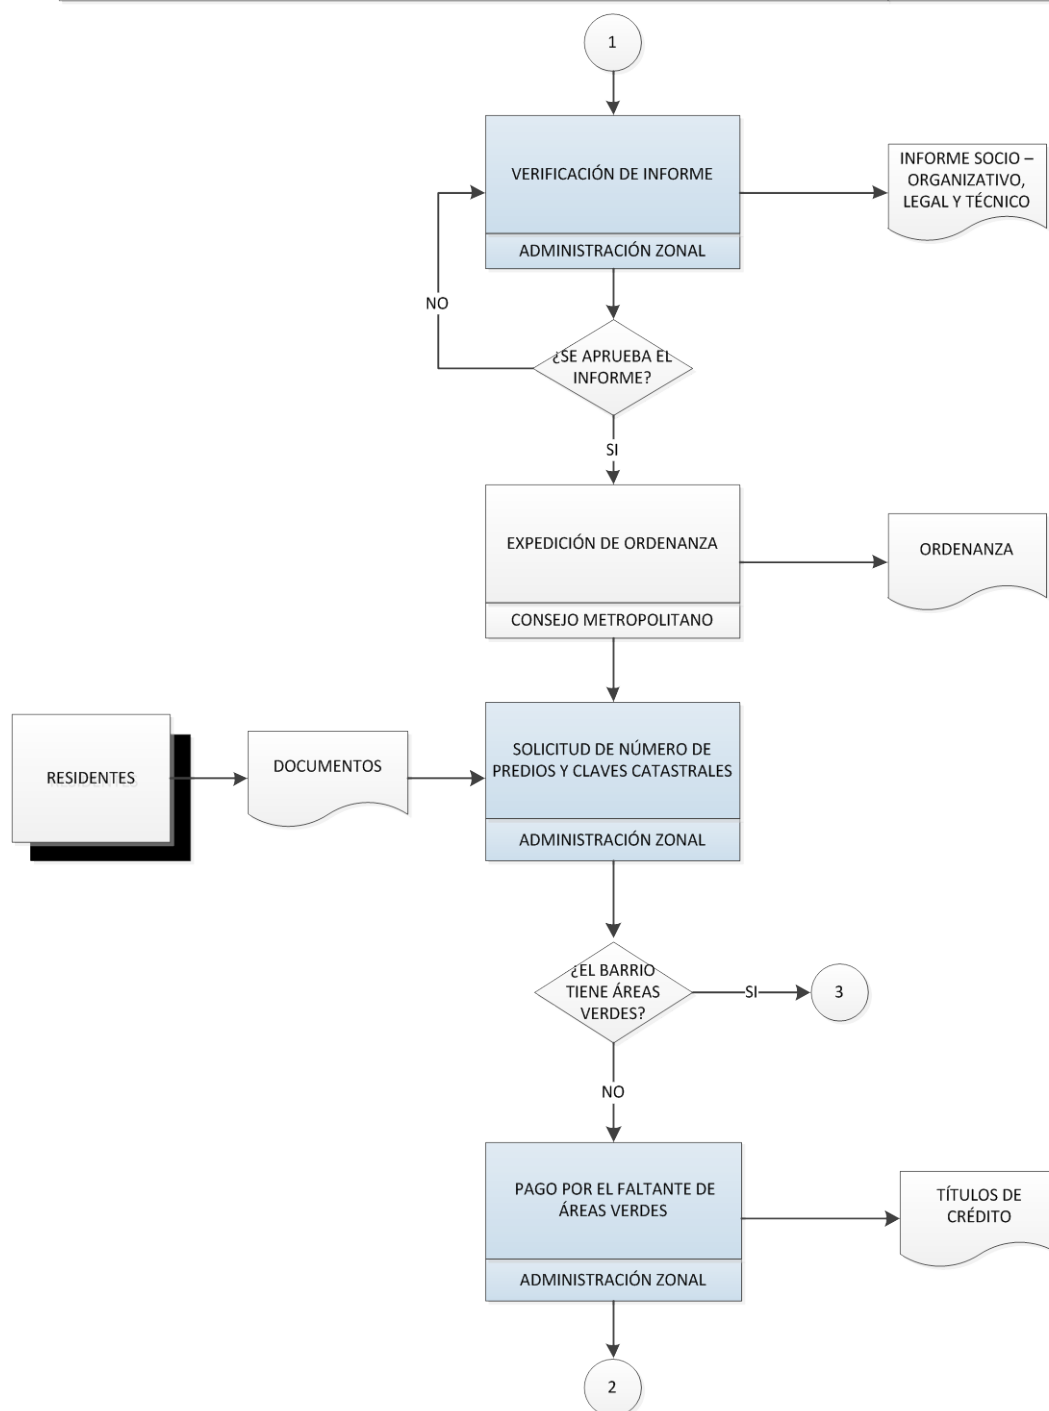 1
VERIFICACIÓN DE INFORME
ADMINISTRACIÓN ZONAL
INFORME SOCIO –
ORGANIZATIVO,
LEGAL Y TÉCNICO
NO
¿SE APRUEBA EL
INFORME?
SI
EXPEDICIÓN DE ORDENANZA
CONSEJO METROPOLITANO
ORDENANZA
RESIDENTES
DOCUMENTOS
SOLICITUD DE NÚMERO DE
PREDIOS Y CLAVES CATASTRALES
ADMINISTRACIÓN ZONAL
¿EL BARRIO
TIENE ÁREAS
VERDES?
SI
3
NO
PAGO POR EL FALTANTE DE
ÁREAS VERDES
ADMINISTRACIÓN ZONAL
TÍTULOS DE
CRÉDITO
2